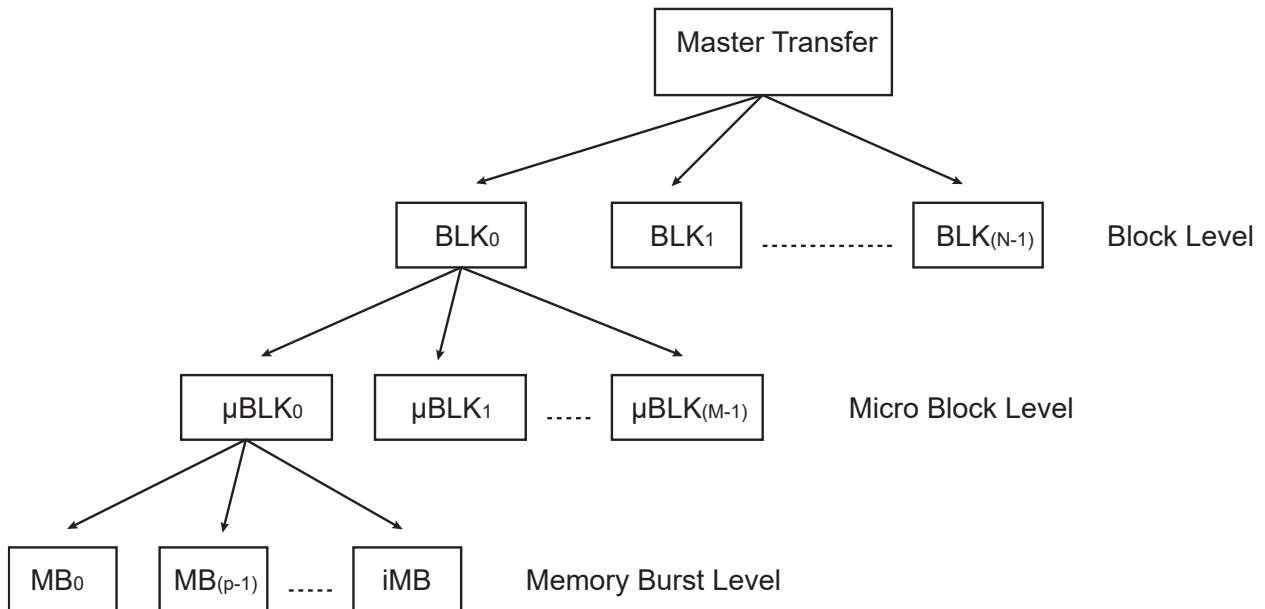 Master Transfer
BLK0 BLK1 BLK(N-1) Block Level
µBLK0 µBLK1 µBLK(M-1) Micro Block Level
MB0 MB(p-1) iMB Memory Burst Level